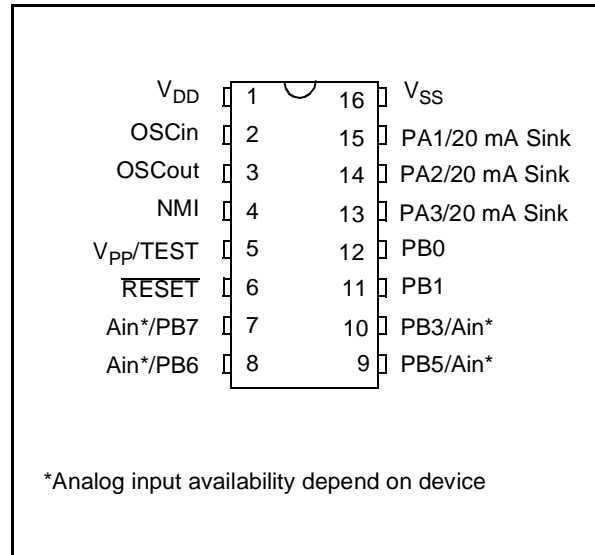 VDD 1 16 VSS
OSCin 2 15 PA1/20 mA Sink
OSCout 3 14 PA2/20 mA Sink
NMI 4 13 PA3/20 mA Sink
VPP/TEST 5 12 PB0
RESET 6 11 PB1
Ain*/PB7 7 10 PB3/Ain*
Ain*/PB6 8 9 PB5/Ain*
*Analog input availability depend on device